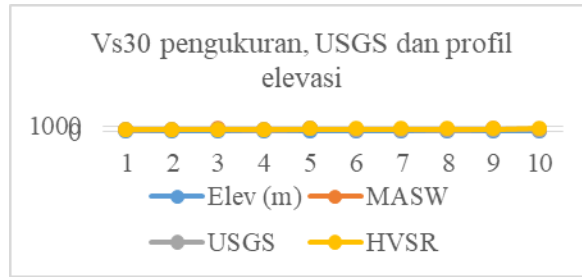 Vs30 pengukuran, USGS dan profil
elevasi
1000
0
1 2 3 4 5 6 7 8 9 10
Elev (m) MASW
USGS HVSR